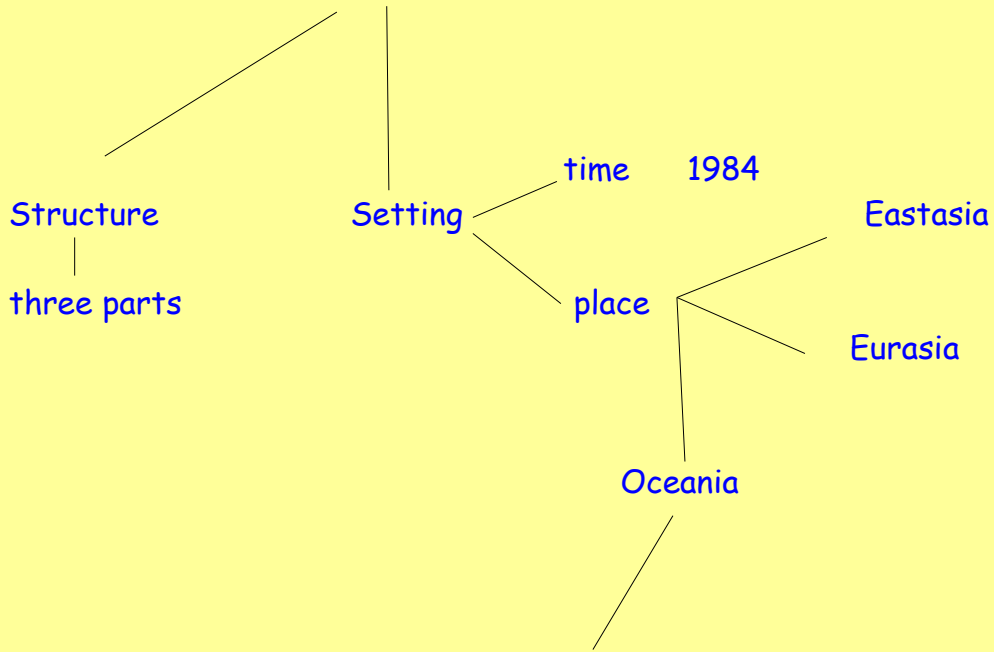 time 1984
Structure
Setting
Eastasia
three parts
place
Eurasia
Oceania